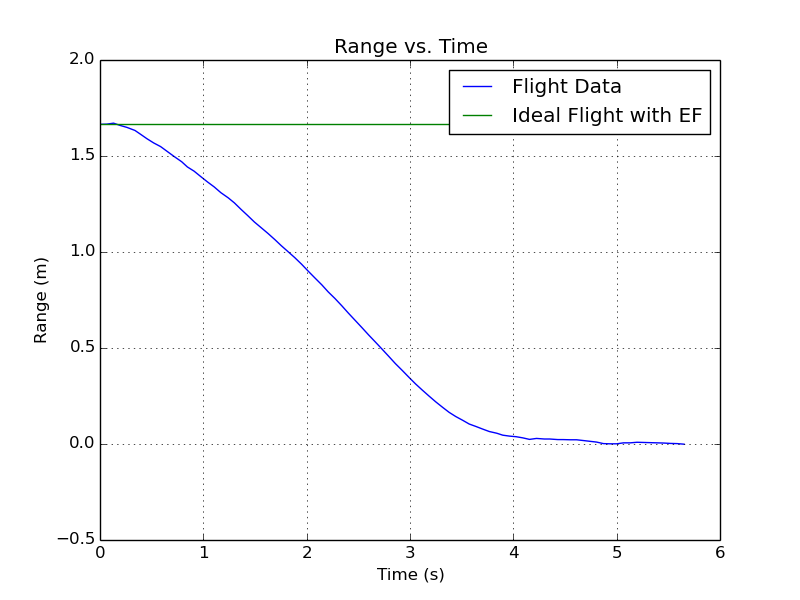 Range vs. Time
Flight Data
Ideal Flight with EF
2.0
1.5
1.0
0.5
0.0
−0.5
Range (m)
0 1 2 3 4 5 6
Time (s)